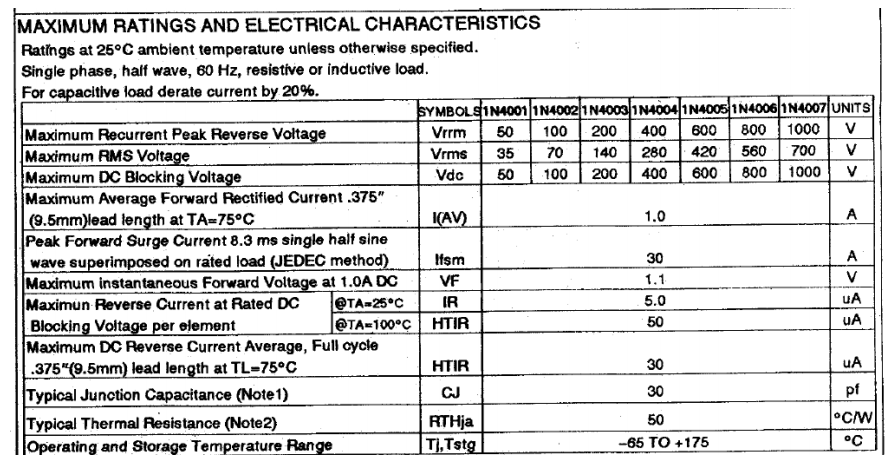 MAXIMUM RATINGS AND ELECTRICAL CHARACTERISTICS
Ratings at 25°C ambient temperature unless otherwise specified.
Single phase, half wave, 60 Hz, resistive or inductive load.
For capacitive load derate current by 20%.
SYMBOLS 1N4001 1N4002 1N4003 1N4004 1N4005 1N4006 1N4007 UNITS
Maximum Recurrent Peak Reverse Voltage Vrrm 50 100 200 400 600 800 1000 V
Maximum RMS Voltage Vrms 35 70 140 280 420 560 700 V
Maximum DC Blocking Voltage Vdc 50 100 200 400 600 800 1000 V
Maximum Average Forward Rectified Current .375"
(9.5mm)lead length at TA=75°C I(AV) 1.0 A
Peak Forward Surge Current 8.3 ms single half sine
wave superimposed on rated load (JEDEC method) Ifsm 30 A
Maximum instantaneous Forward Voltage at 1.0A DC VF 1.1 V
Maximun Reverse Current at Rated DC @TA=25°C IR 5.0 uA
Blocking Voltage per element @TA=100°C HTIR 50 uA
Maximum DC Reverse Current Average, Full cycle
.375"(9.5mm) lead length at TL=75°C HTIR 30 uA
Typical Junction Capacitance (Note1) CJ 30 pf
Typical Thermal Resistance (Note2) RTHja 50 °C/W
Operating and Storage Temperature Range Tj,Tstg -65 TO +175 °C